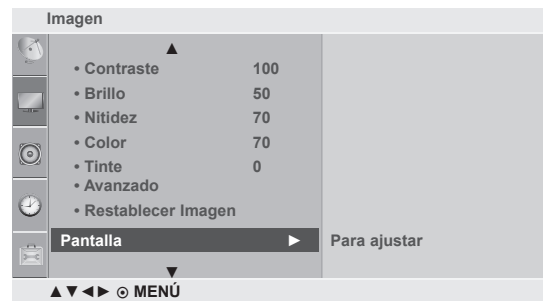 Imagen
▲
• Contraste 100
• Brillo 50
• Nitidez 70
• Color 70
• Tinte 0
• Avanzado
• Restablecer Imagen
Pantalla ► Para ajustar
▼
▲▼◄► ⊙ MENÚ